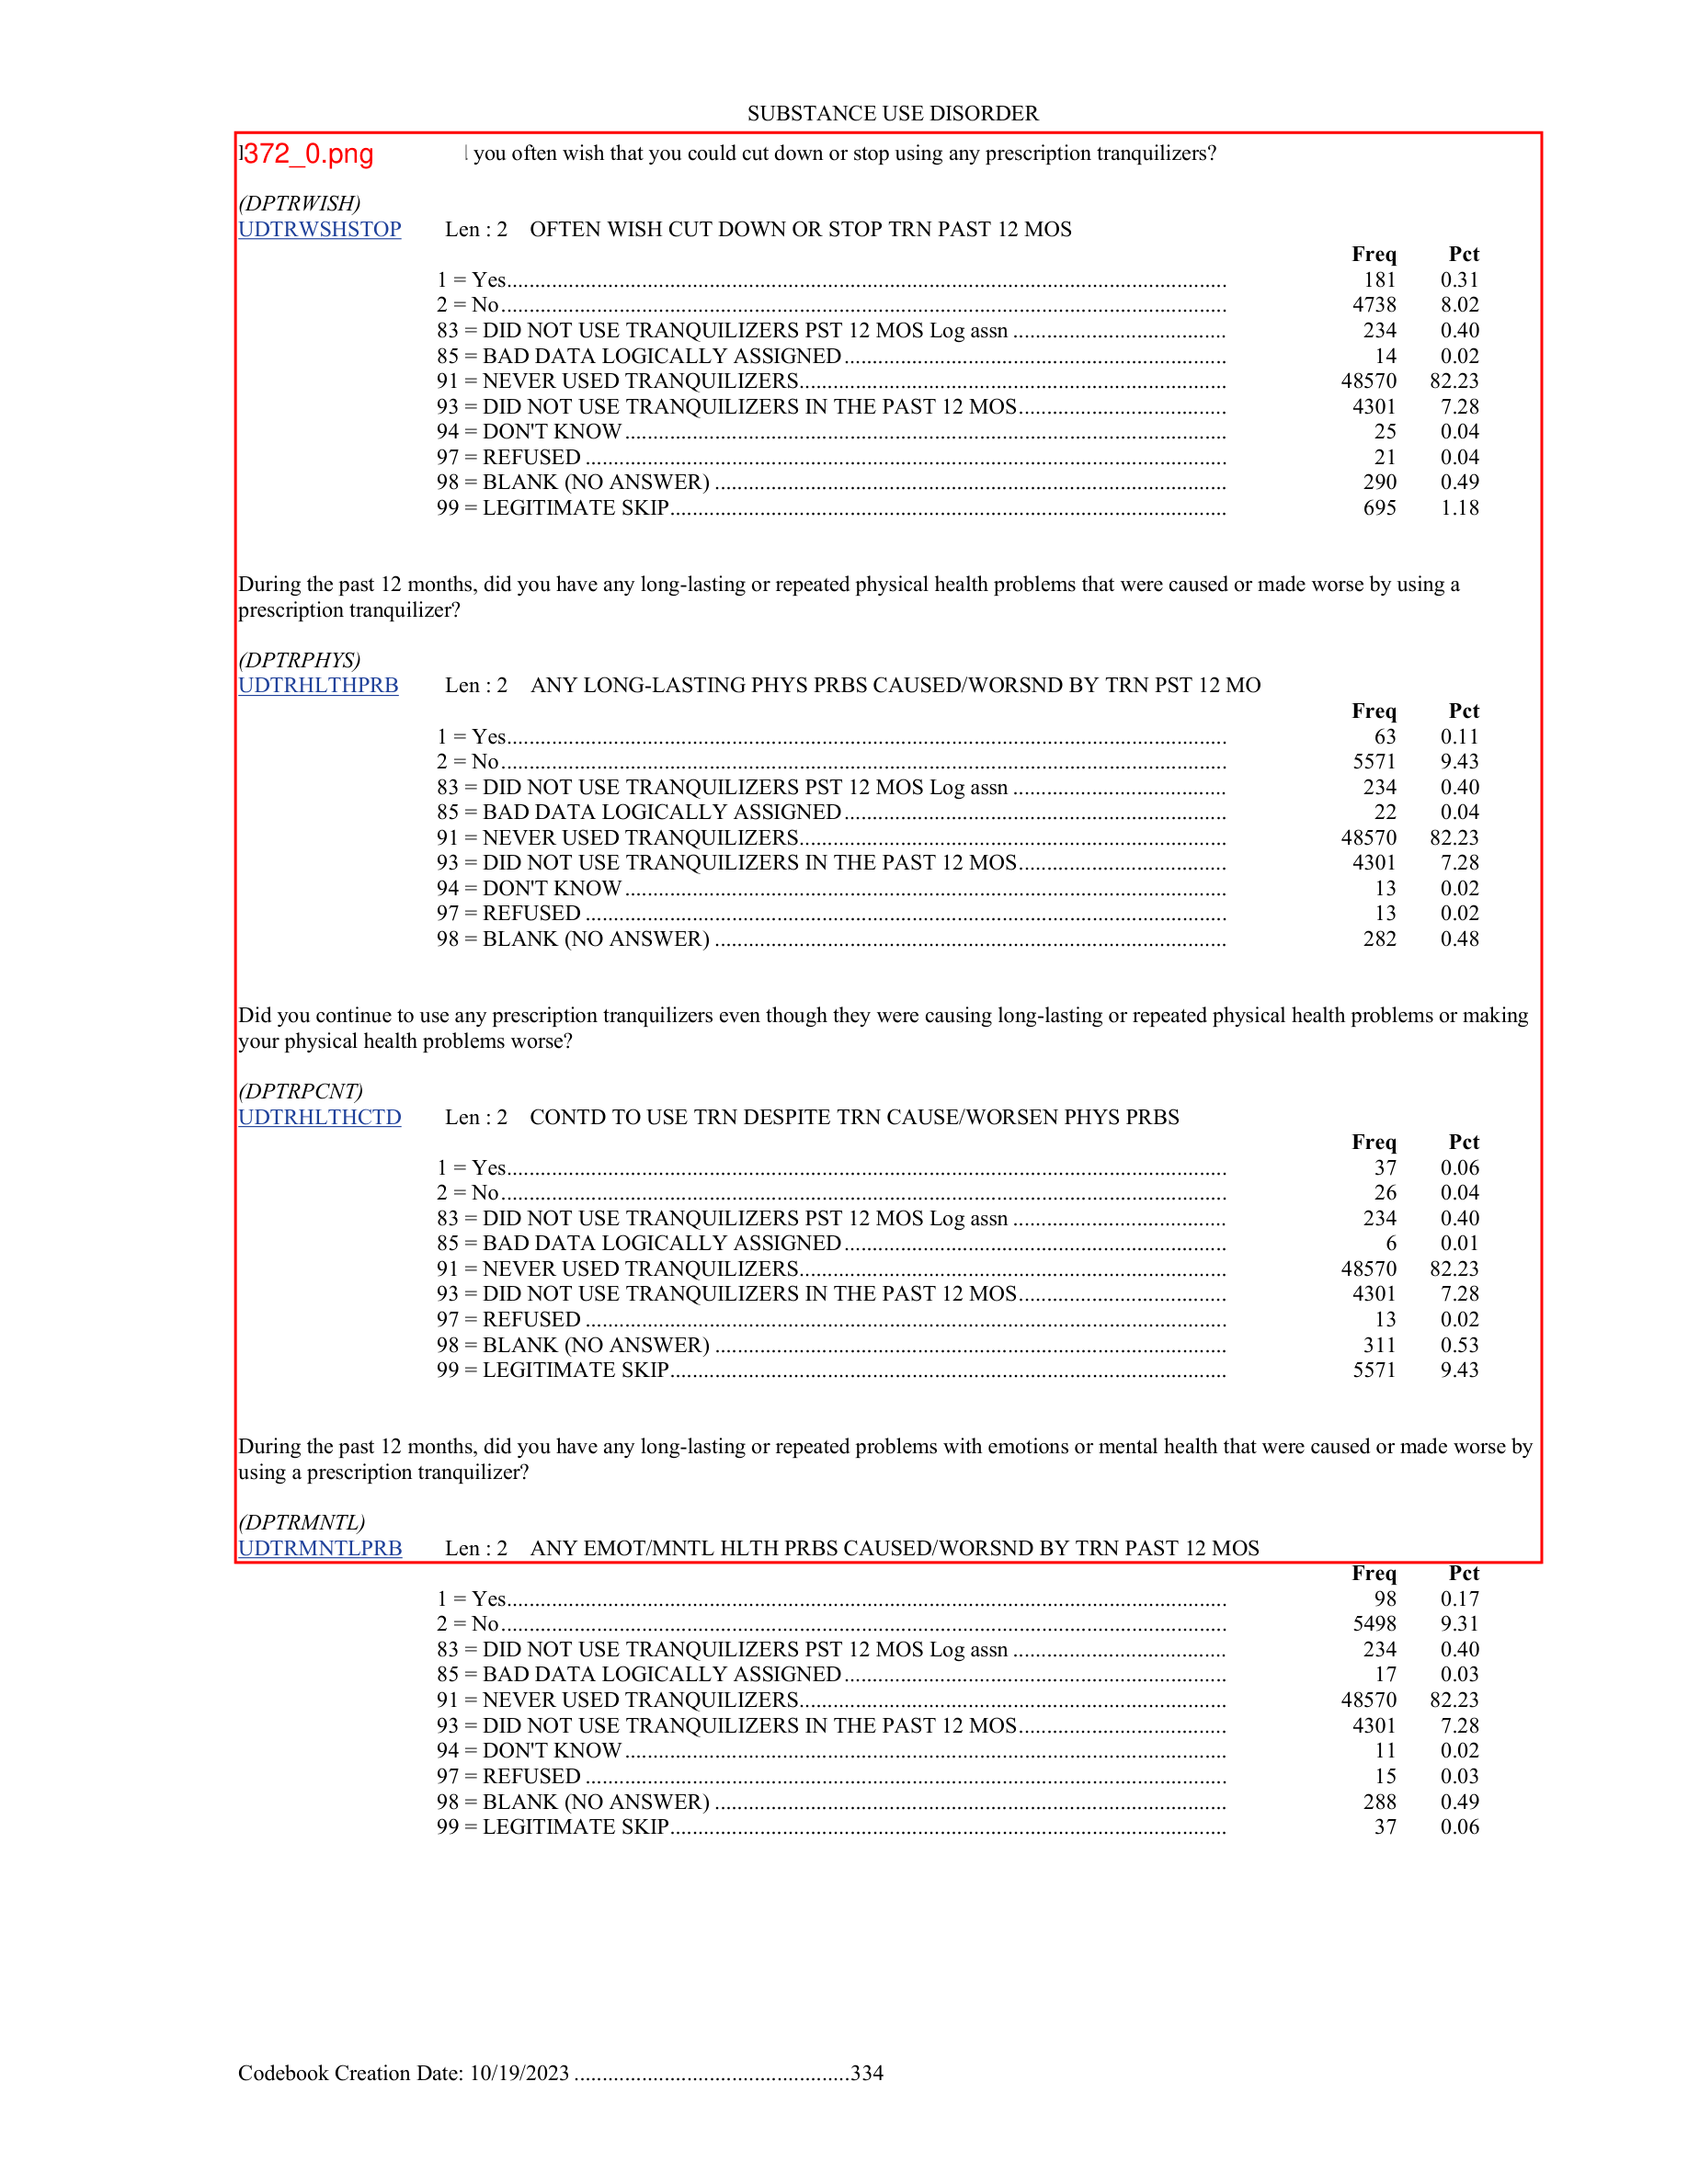 SUBSTANCE USE DISORDER
372_0.png you often wish that you could cut down or stop using any prescription tranquilizers?
(DPTRWISH)
UDTRWSHSTOP Len : 2 OFTEN WISH CUT DOWN OR STOP TRN PAST 12 MOS
Freq Pct
1 = Yes................ 181 0.31
2 = No................ 4738 8.02
83 = DID NOT USE TRANQUILIZERS PST 12 MOS Log assn ................ 234 0.40
85 = BAD DATA LOGICALLY ASSIGNED................ 14 0.02
91 = NEVER USED TRANQUILIZERS................ 48570 82.23
93 = DID NOT USE TRANQUILIZERS IN THE PAST 12 MOS................ 4301 7.28
94 = DON'T KNOW................ 25 0.04
97 = REFUSED ................ 21 0.04
98 = BLANK (NO ANSWER) ................ 290 0.49
99 = LEGITIMATE SKIP................ 695 1.18
During the past 12 months, did you have any long-lasting or repeated physical health problems that were caused or made worse by using a
prescription tranquilizer?
(DPTRPHYS)
UDTRHLTHPRB Len : 2 ANY LONG-LASTING PHYS PRBS CAUSED/WORSND BY TRN PST 12 MO
Freq Pct
1 = Yes................ 63 0.11
2 = No................ 5571 9.43
83 = DID NOT USE TRANQUILIZERS PST 12 MOS Log assn ................ 234 0.40
85 = BAD DATA LOGICALLY ASSIGNED................ 22 0.04
91 = NEVER USED TRANQUILIZERS................ 48570 82.23
93 = DID NOT USE TRANQUILIZERS IN THE PAST 12 MOS................ 4301 7.28
94 = DON'T KNOW................ 13 0.02
97 = REFUSED ................ 13 0.02
98 = BLANK (NO ANSWER) ................ 282 0.48
Did you continue to use any prescription tranquilizers even though they were causing long-lasting or repeated physical health problems or making
your physical health problems worse?
(DPTRPCNT)
UDTRHLTHCTD Len : 2 CONTD TO USE TRN DESPITE TRN CAUSE/WORSEN PHYS PRBS
Freq Pct
1 = Yes................ 37 0.06
2 = No................ 26 0.04
83 = DID NOT USE TRANQUILIZERS PST 12 MOS Log assn ................ 234 0.40
85 = BAD DATA LOGICALLY ASSIGNED................ 6 0.01
91 = NEVER USED TRANQUILIZERS................ 48570 82.23
93 = DID NOT USE TRANQUILIZERS IN THE PAST 12 MOS................ 4301 7.28
97 = REFUSED ................ 13 0.02
98 = BLANK (NO ANSWER) ................ 311 0.53
99 = LEGITIMATE SKIP................ 5571 9.43
During the past 12 months, did you have any long-lasting or repeated problems with emotions or mental health that were caused or made worse by
using a prescription tranquilizer?
(DPTRMNTL)
UDTRMNTLPRB Len : 2 ANY EMOT/MNTL HLTH PRBS CAUSED/WORSND BY TRN PAST 12 MOS
Freq Pct
1 = Yes................ 98 0.17
2 = No................ 5498 9.31
83 = DID NOT USE TRANQUILIZERS PST 12 MOS Log assn ................ 234 0.40
85 = BAD DATA LOGICALLY ASSIGNED................ 17 0.03
91 = NEVER USED TRANQUILIZERS................ 48570 82.23
93 = DID NOT USE TRANQUILIZERS IN THE PAST 12 MOS................ 4301 7.28
94 = DON'T KNOW................ 11 0.02
97 = REFUSED ................ 15 0.03
98 = BLANK (NO ANSWER) ................ 288 0.49
99 = LEGITIMATE SKIP................ 37 0.06
Codebook Creation Date: 10/19/2023 ................334